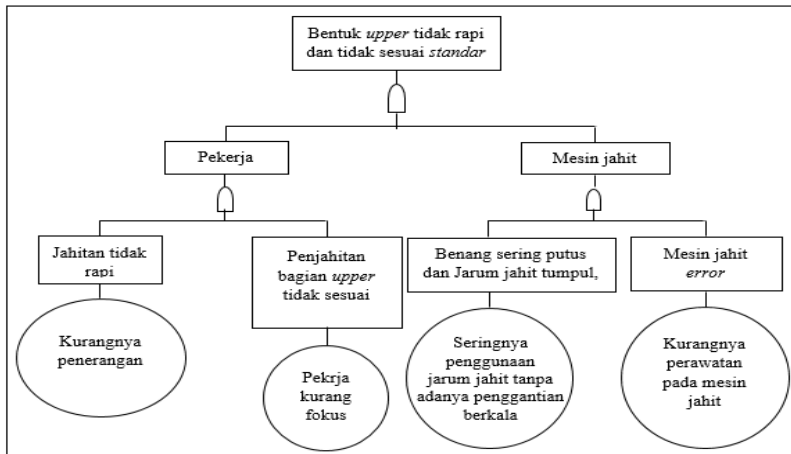 Bentuk upper tidak rapi
dan tidak sesuai standar
Pekerja
Mesin jahit
Jahitan tidak
rapi
Penjahitan
bagian upper
tidak sesuai
Benang sering putus
dan Jarum jahit tumpul,
Mesin jahit
error
Kurangnya
penerangan
Pekrja
kurang
fokus
Seringnya
penggunaan
jarum jahit tanpa
adanya penggantian
berkala
Kurangnya
perawatan
pada mesin
jahit